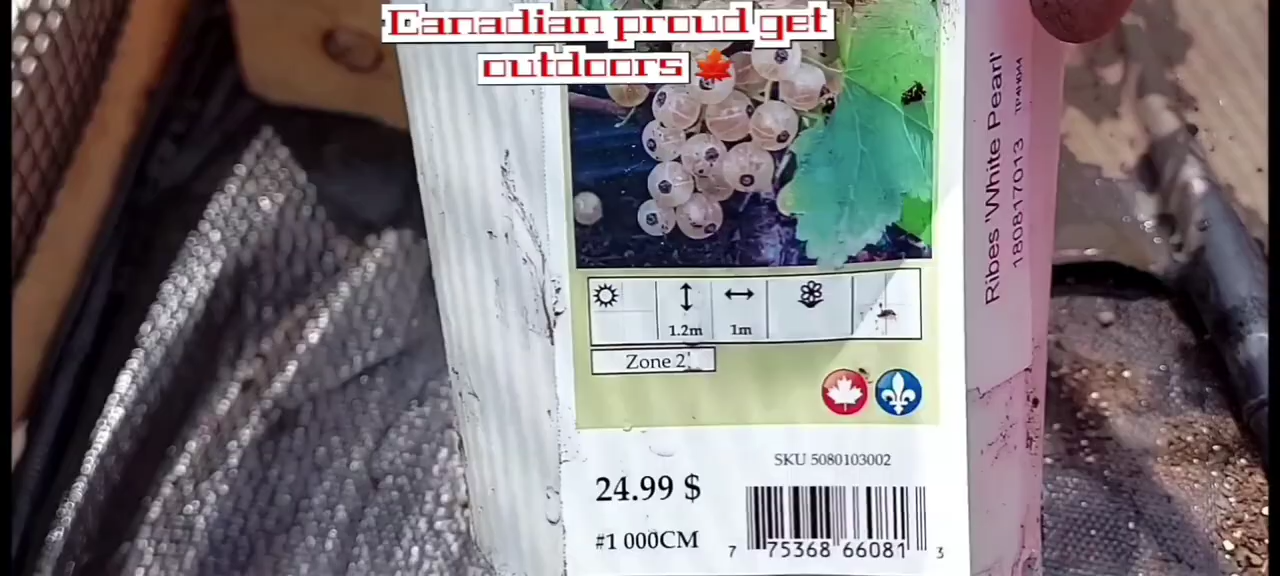 Canadian proud get
outdoors
1.2m
1m
Zone 2
SKU 5080103002
24.99 $
#1 000CM
7 75368 66081 3
Ribes 'White Pearl'
180817013 TP4H044